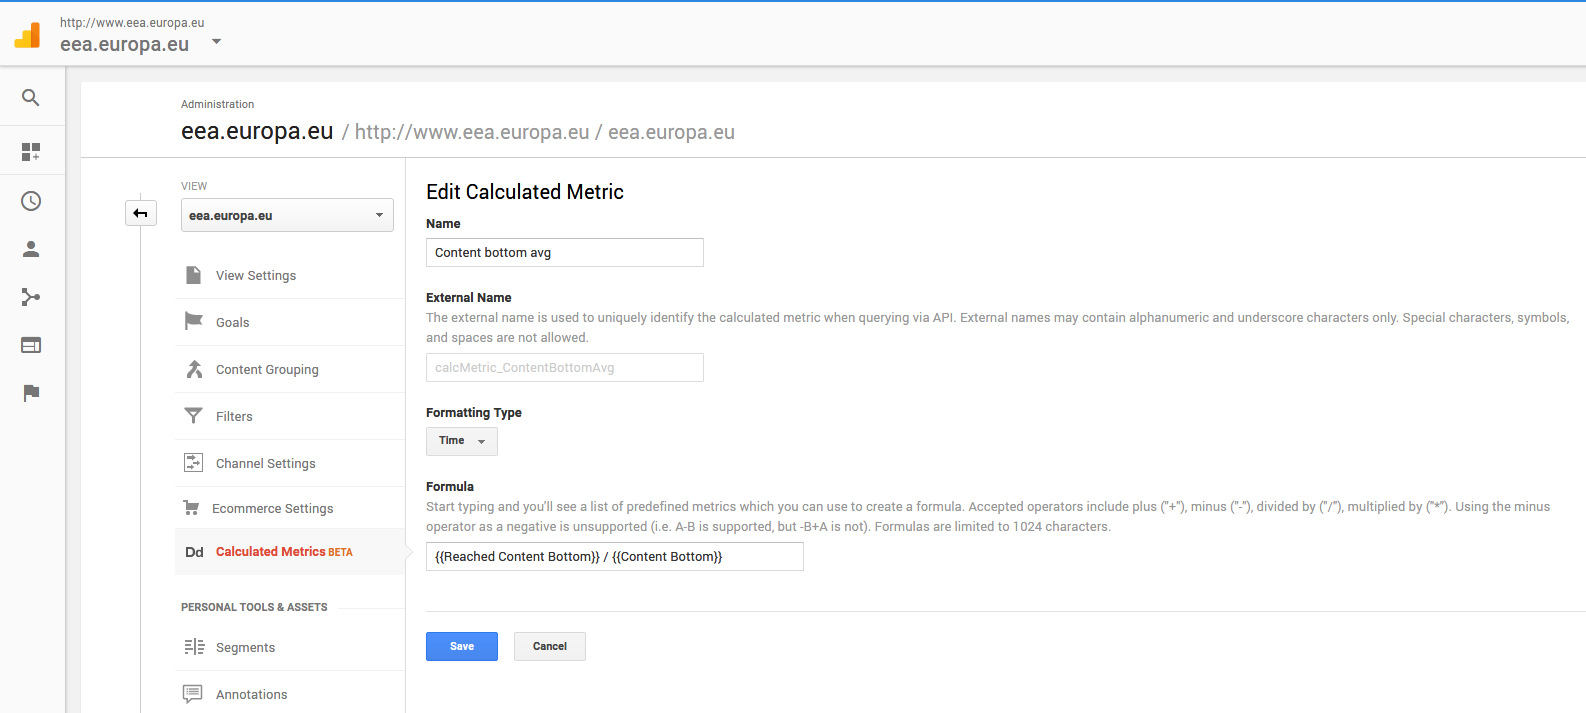 http://www.eea.europa.eu
eea.europa.eu
Administration
eea.europa.eu / http://www.eea.europa.eu / eea.europa.eu
VIEW
eea.europa.eu
View Settings
Goals
Content Grouping
Filters
Channel Settings
Ecommerce Settings
Dd Calculated Metrics BETA
PERSONAL TOOLS & ASSETS
Segments
Annotations
Edit Calculated Metric
Name
Content bottom avg
External Name
The external name is used to uniquely identify the calculated metric when querying via API. External names may contain alphanumeric and underscore characters only. Special characters, symbols,
and spaces are not allowed.
calcMetric_ContentBottomAvg
Formatting Type
Time
Formula
Start typing and you'll see a list of predefined metrics which you can use to create a formula. Accepted operators include plus ("+"), minus ("-"), divided by ("/"), multiplied by ("*"). Using the minus
operator as a negative is unsupported (i.e. A-B is supported, but -B+A is not). Formulas are limited to 1024 characters.
{{Reached Content Bottom}} / {{Content Bottom}}
Save
Cancel